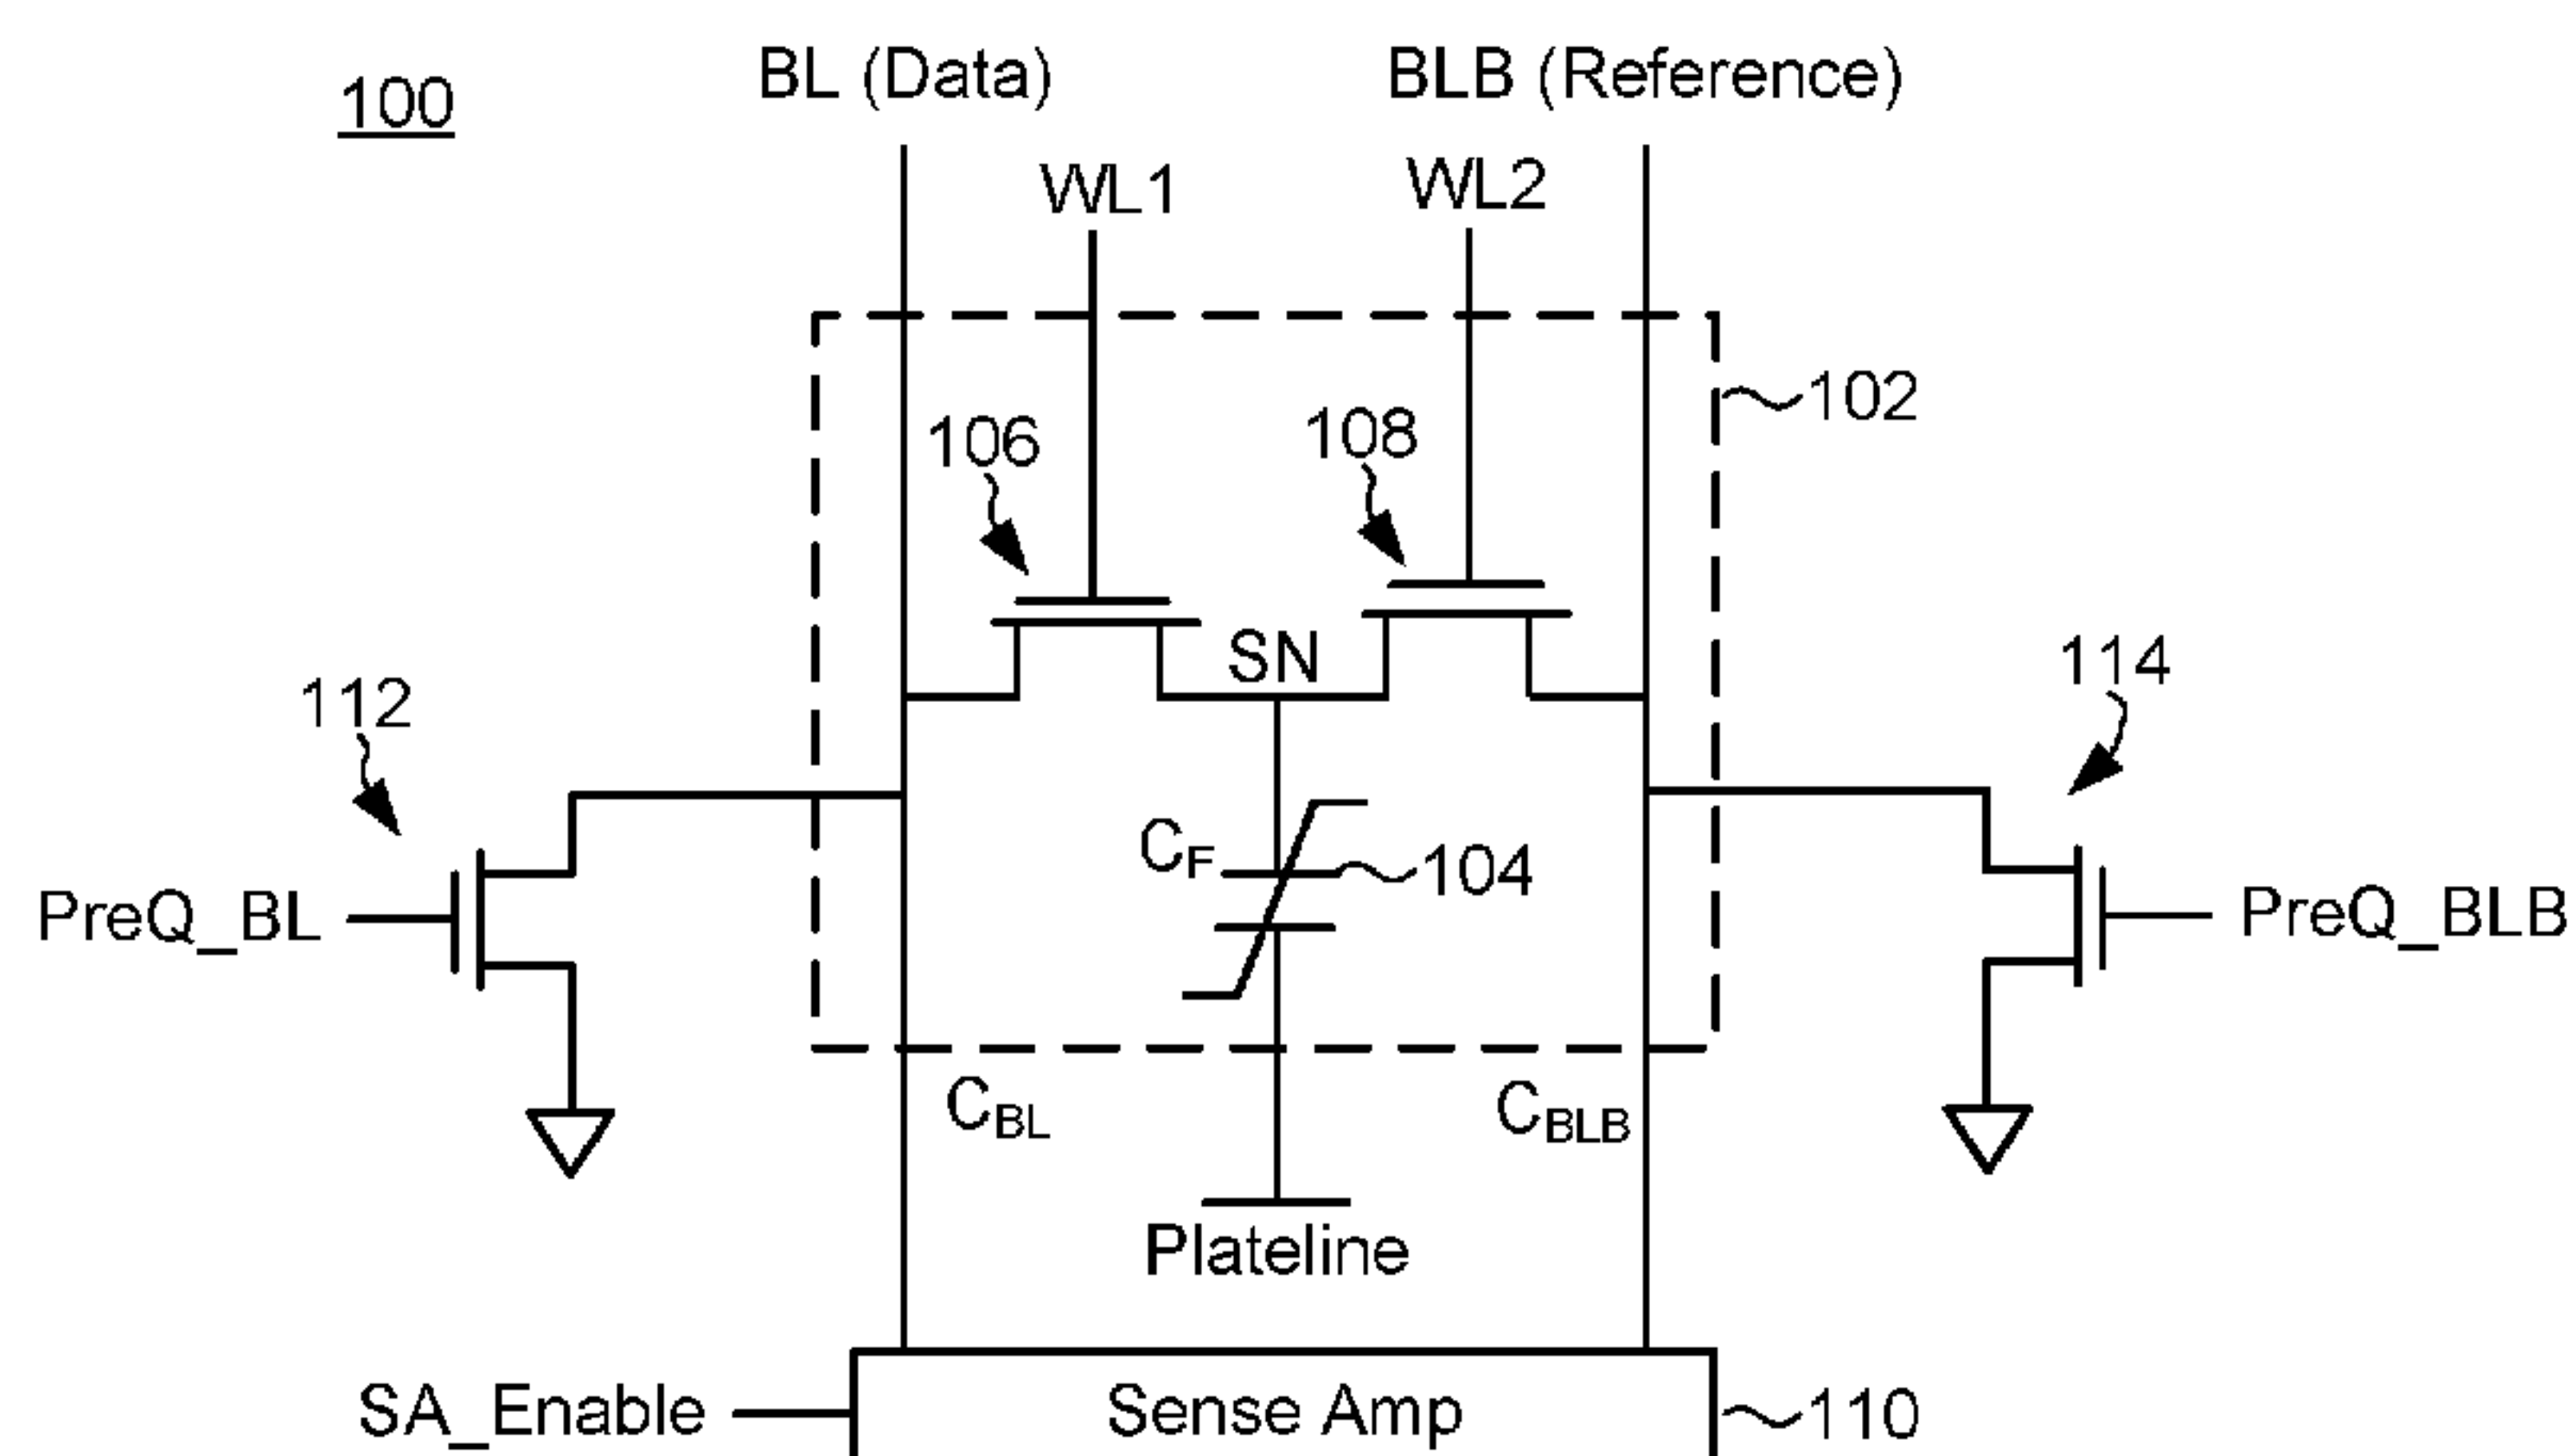 100
BL (Data)
BLB (Reference)
WL1
WL2
102
106
108
SN
112
114
CF
104
PreQ_BL
PreQ_BLB
CBL
CBLB
Plateline
SA_Enable
Sense Amp
110